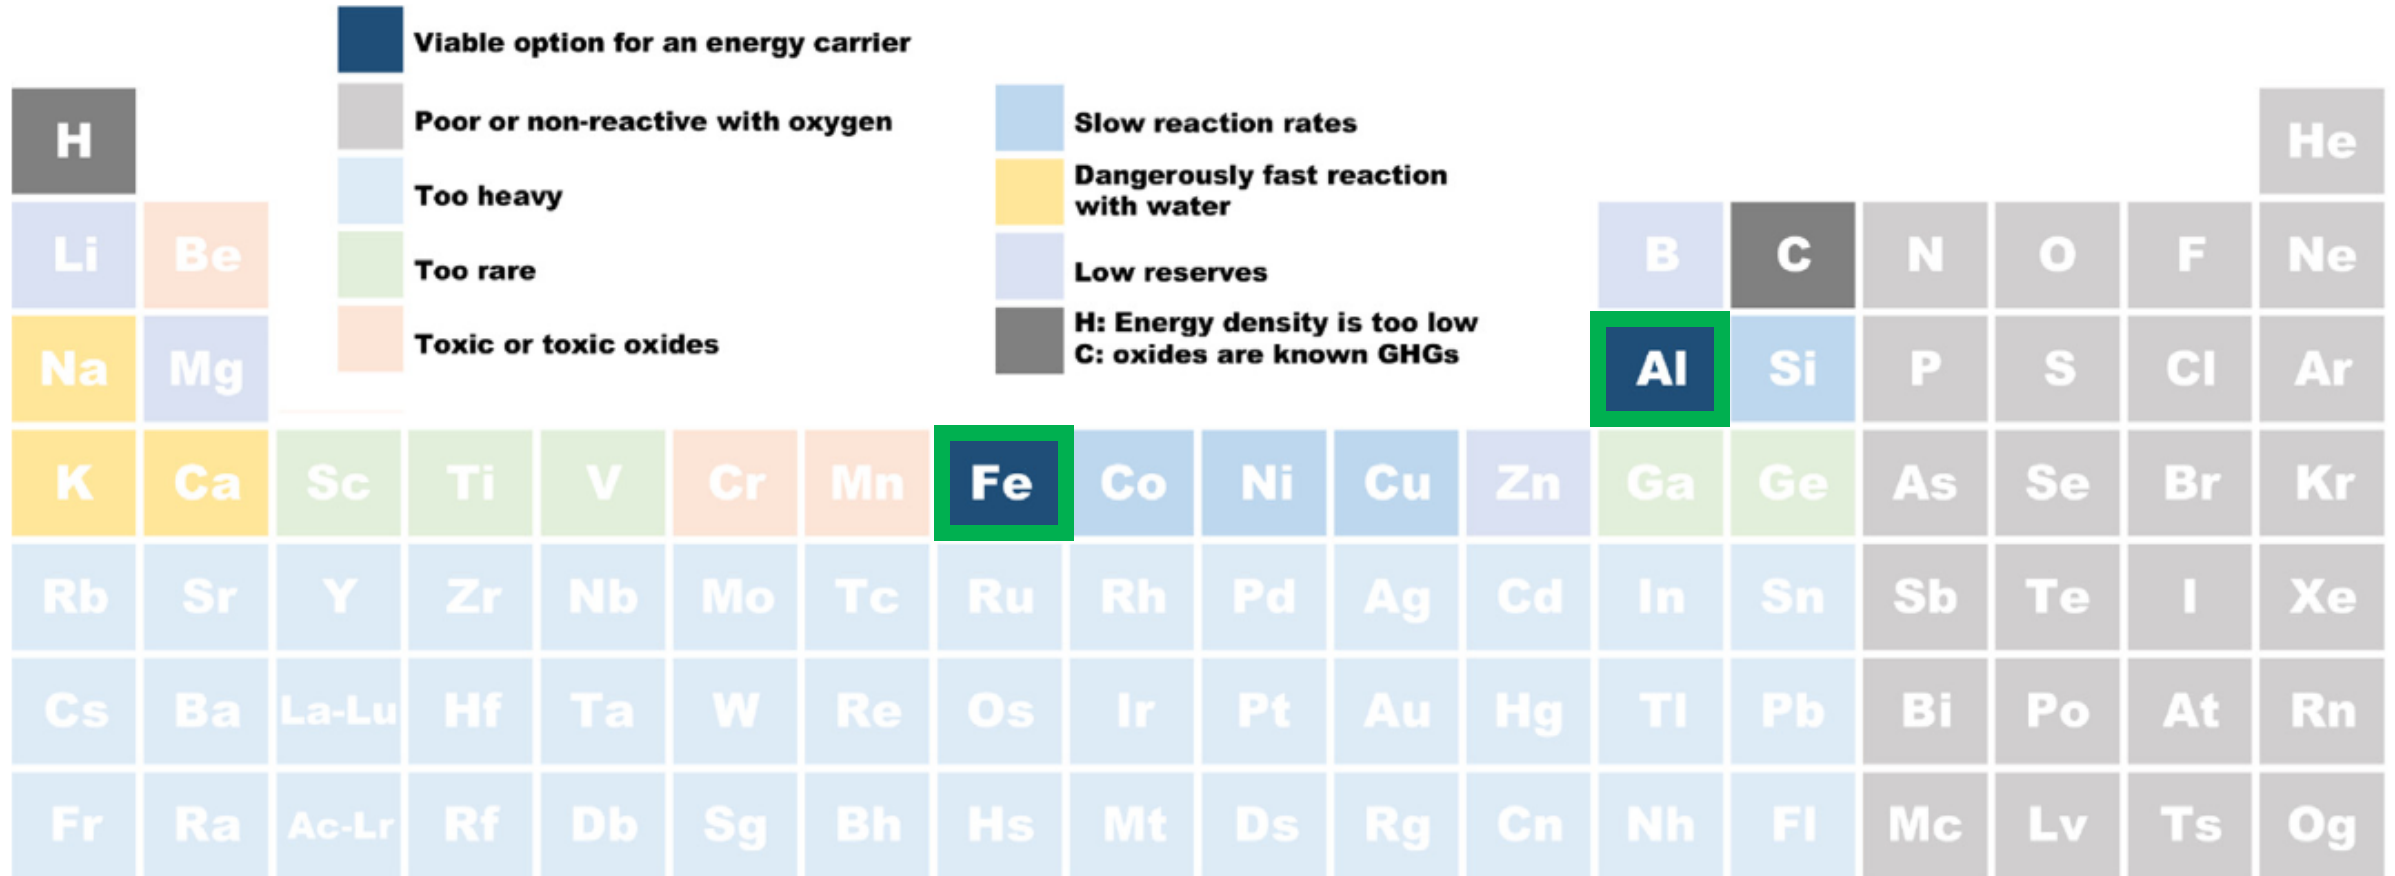 Viable option for an energy carrier
Poor or non-reactive with oxygen
Too heavy
Too rare
Toxic or toxic oxides
Slow reaction rates
Dangerously fast reaction
with water
Low reserves
H: Energy density is too low
C: oxides are known GHGs
H He
Li Be B C N O F Ne
Na Mg Al Si P S Cl Ar
K Ca Sc Ti V Cr Mn Fe Co Ni Cu Zn Ga Ge As Se Br Kr
Rb Sr Y Zr Nb Mo Tc Ru Rh Pd Ag Cd In Sn Sb Te I Xe
Cs Ba La-Lu Hf Ta W Re Os Ir Pt Au Hg Tl Pb Bi Po At Rn
Fr Ra Ac-Lr Rf Db Sg Bh Hs Mt Ds Rg Cn Nh Fl Mc Lv Ts Og